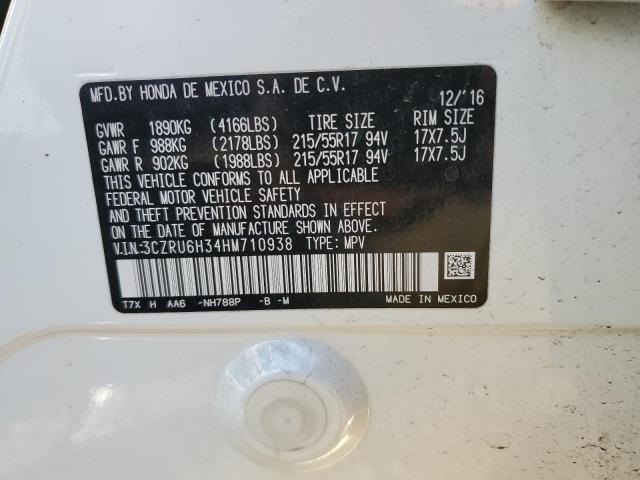 MFD.BY HONDA DE MEXICO S.A. DE C.V. 12/'16
GVWR 1890KG (4166LBS) TIRE SIZE RIM SIZE
GAWR F 988KG (2178LBS) 215/55R17 94V 17X7.5J
GAWR R 902KG (1988LBS) 215/55R17 94V 17X7.5J
THIS VEHICLE CONFORMS TO ALL APPLICABLE
FEDERAL MOTOR VEHICLE SAFETY
AND THEFT PREVENTION STANDARDS IN EFFECT
ON THE DATE OF MANUFACTURE SHOWN ABOVE.
V.I.N:3CZRU6H34HM710938 TYPE: MPV
T7X H AA6 -NH788P -B -M MADE IN MEXICO